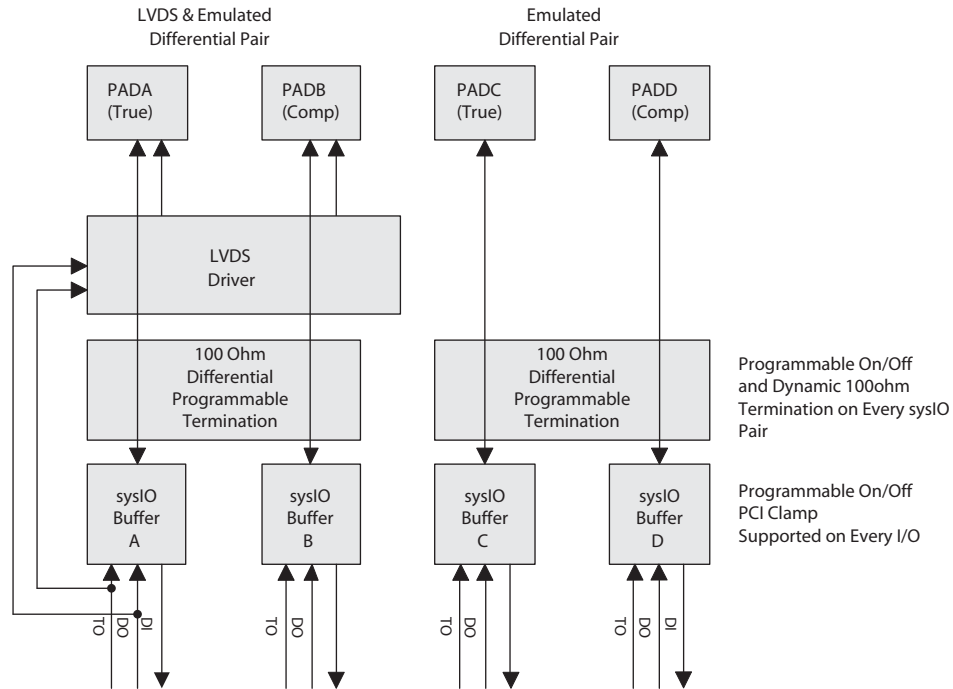 LVDS & Emulated
Differential Pair
Emulated
Differential Pair
PADA
(True)
PADB
(Comp)
PADC
(True)
PADD
(Comp)
LVDS
Driver
100 Ohm
Differential
Programmable
Termination
100 Ohm
Differential
Programmable
Termination
Programmable On/Off
and Dynamic 100ohm
Termination on Every sysIO
Pair
sysIO
Buffer
A
sysIO
Buffer
B
sysIO
Buffer
C
sysIO
Buffer
D
Programmable On/Off
PCI Clamp
Supported on Every I/O
TO
DO
DI
TO
DO
TO
DO
TO
DO
DI